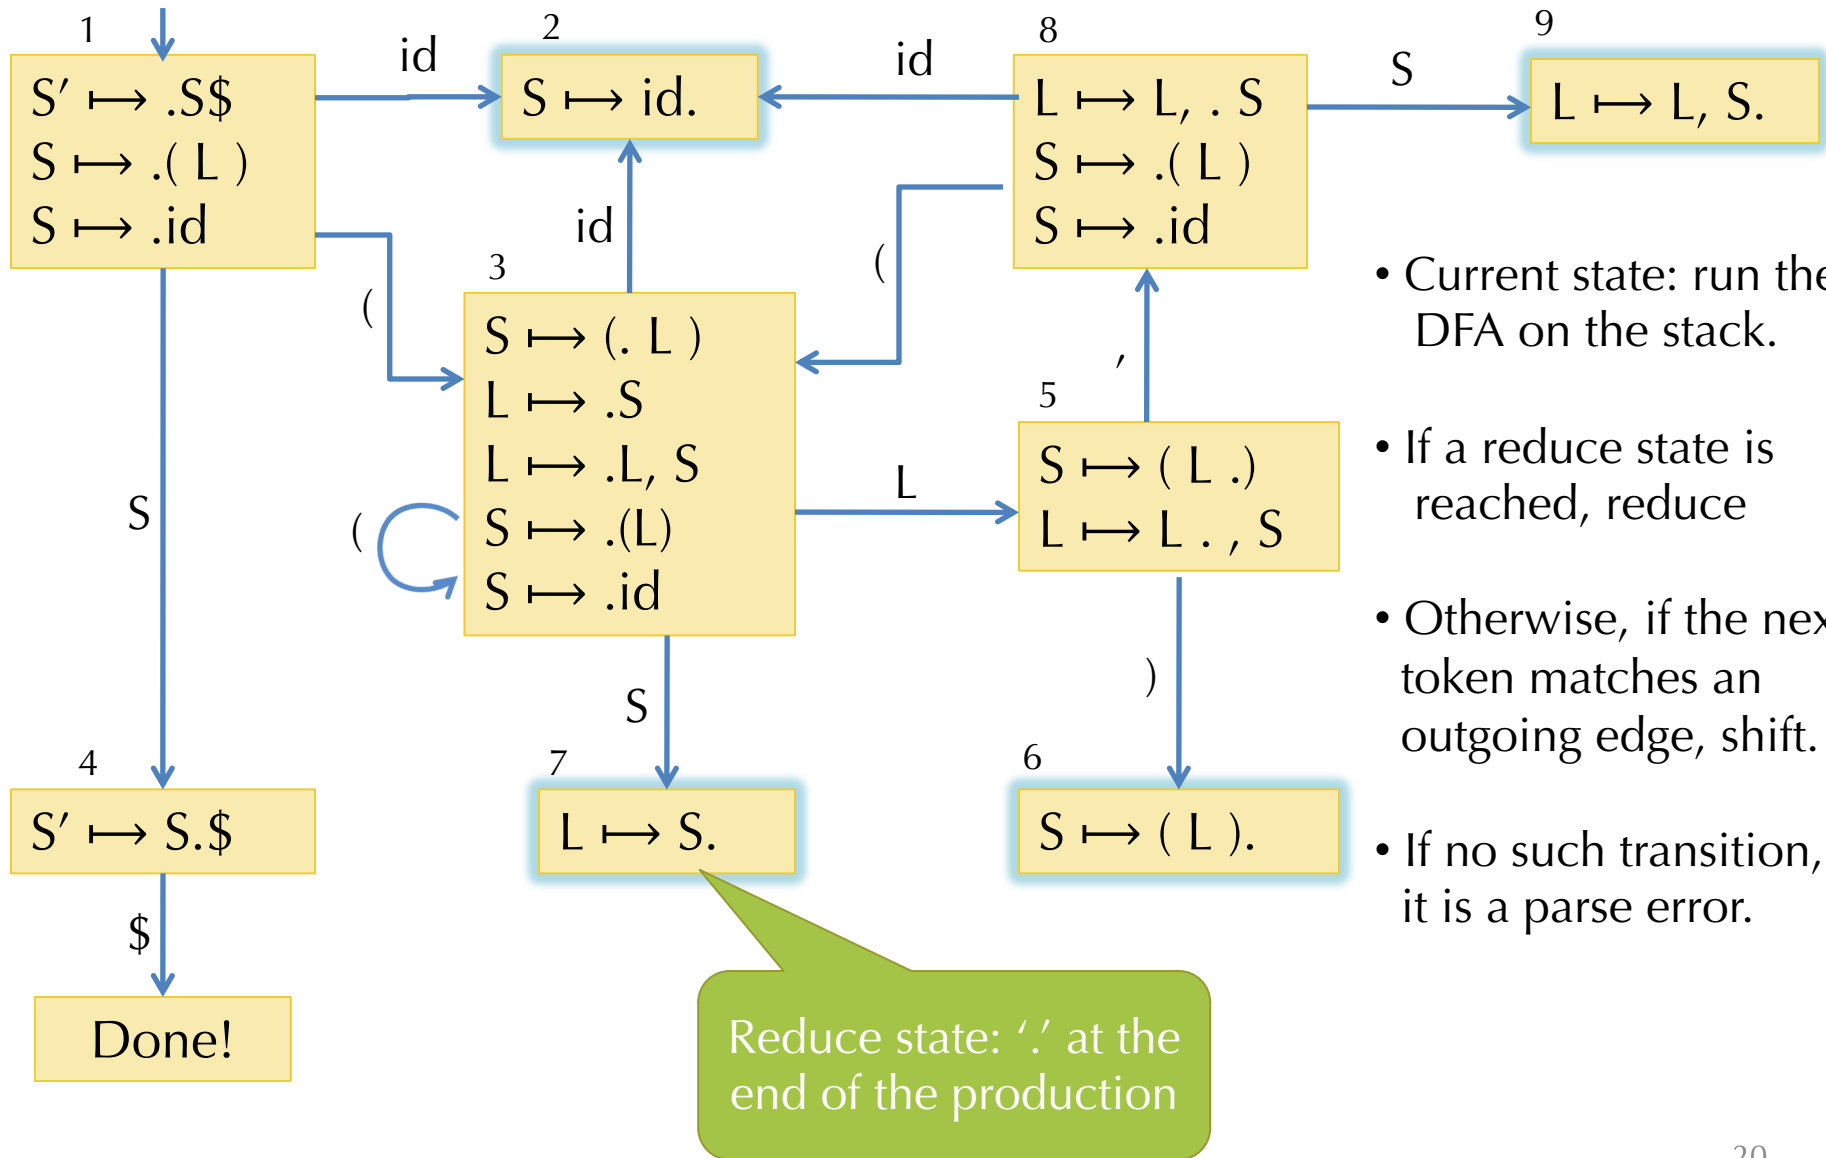 1
S′ ⟼ .S$
S ⟼ .( L )
S ⟼ .id
id
2
S ⟼ id.
id
8
L ⟼ L, . S
S ⟼ .( L )
S ⟼ .id
S
9
L ⟼ L, S.
id
(
(
3
S ⟼ (. L )
L ⟼ .S
L ⟼ .L, S
S ⟼ .(L)
S ⟼ .id
(
L
,
5
S ⟼ ( L .)
L ⟼ L . , S
S
S
)
4
S′ ⟼ S.$
7
L ⟼ S.
6
S ⟼ ( L ).
$
Done!
Reduce state: ‘.’ at the
end of the production
• Current state: run the
DFA on the stack.
• If a reduce state is
reached, reduce
• Otherwise, if the nex
token matches an
outgoing edge, shift.
• If no such transition,
it is a parse error.
20